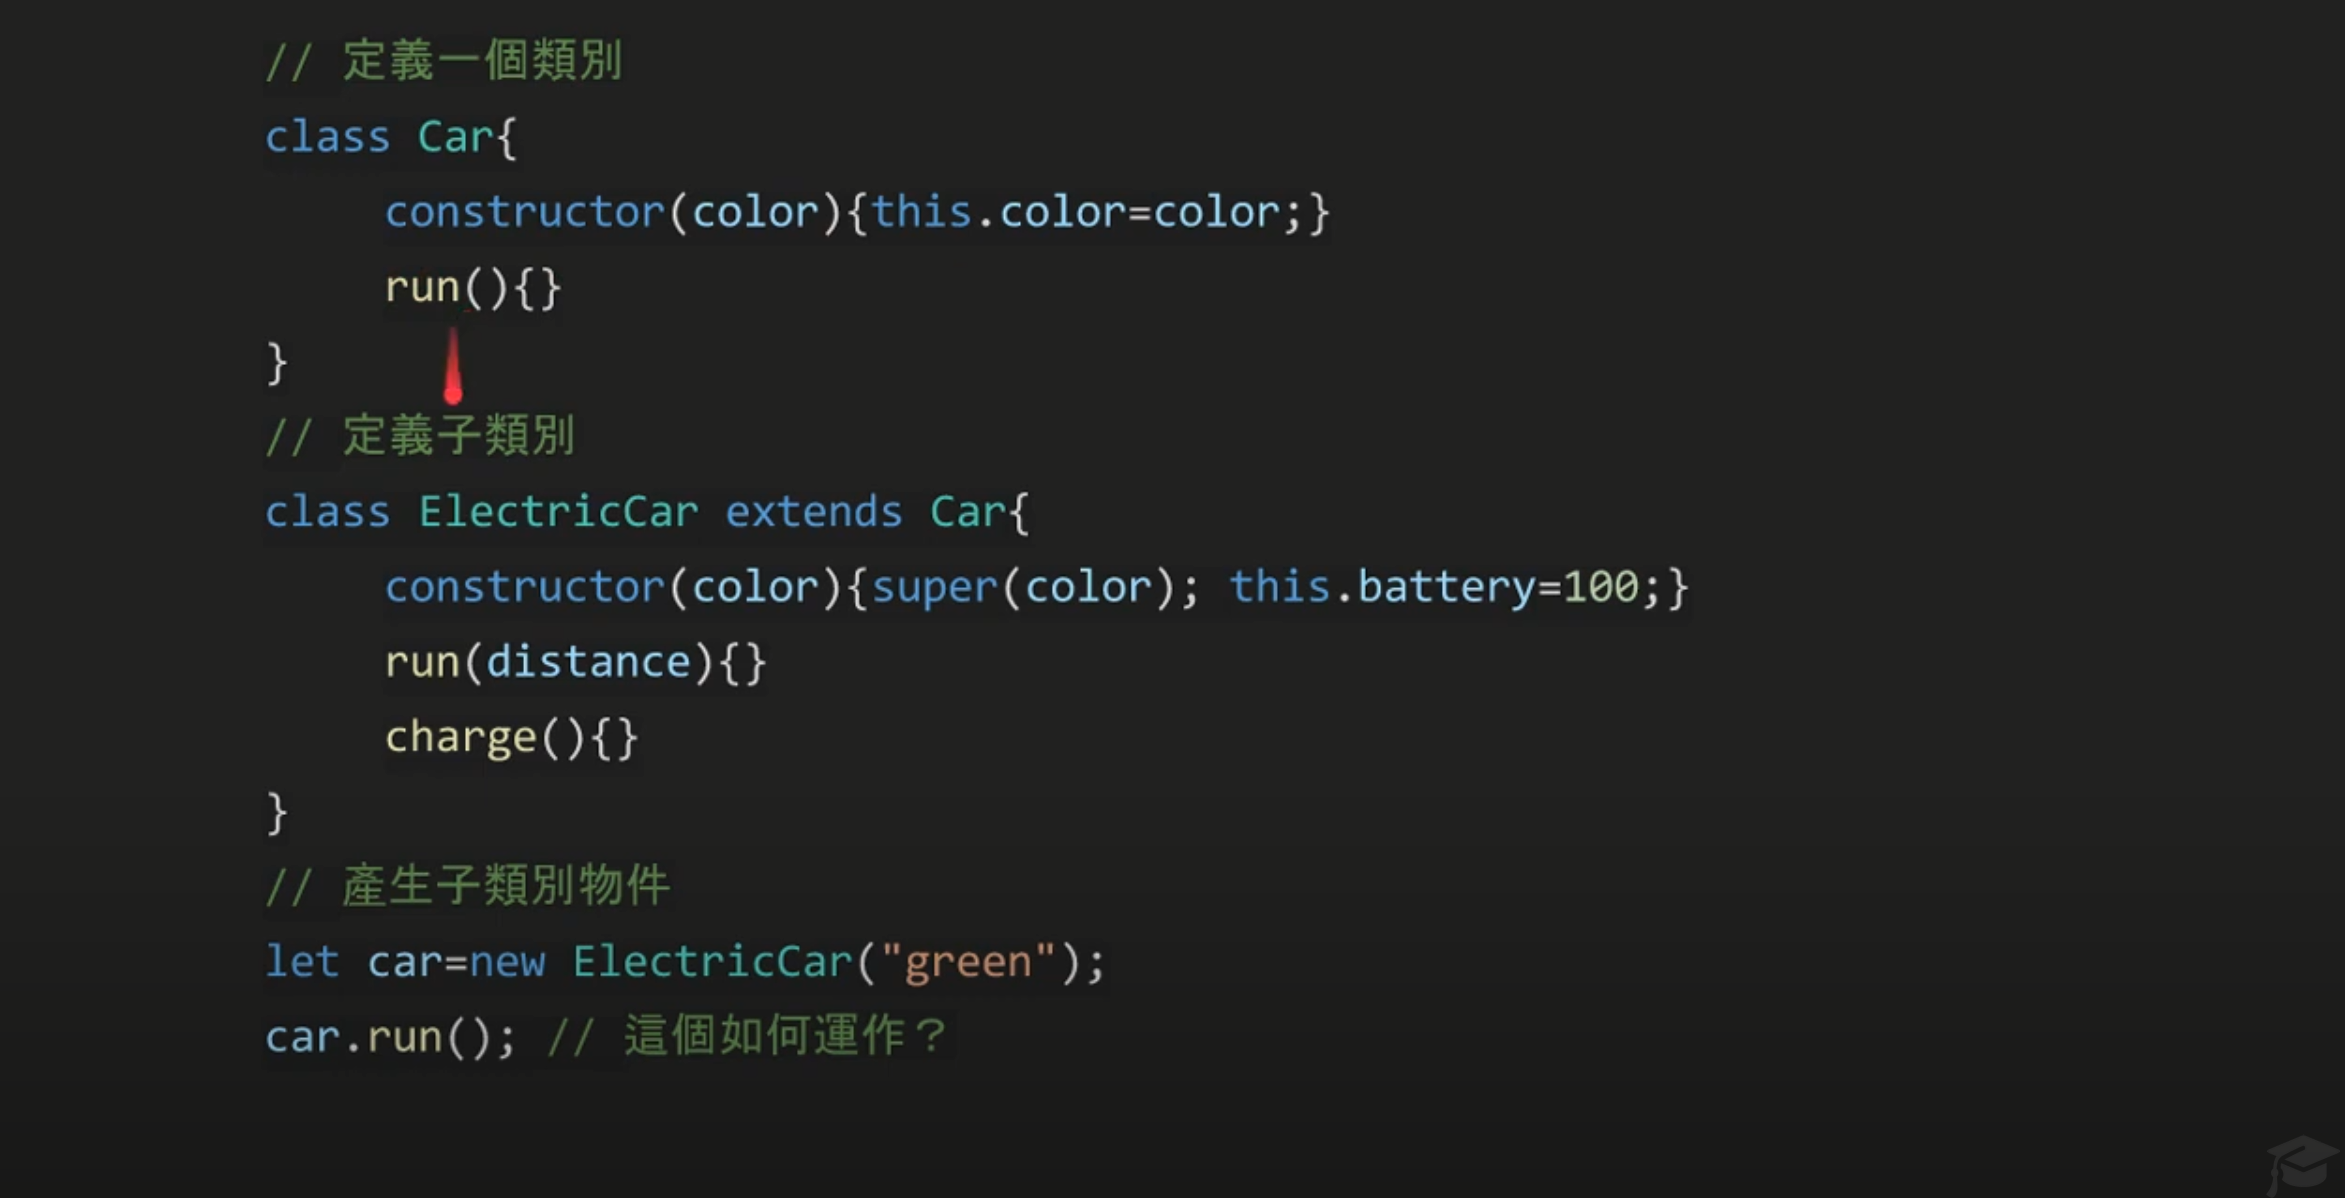 // 定義一個類別
class Car{
constructor(color){this.color=color;}
run(){}
}
// 定義子類別
class ElectricCar extends Car{
constructor(color){super(color); this.battery=100;}
run(distance){}
charge(){}
}
// 產生子類別物件
let car=new ElectricCar("green");
car.run(); // 這個如何運作？